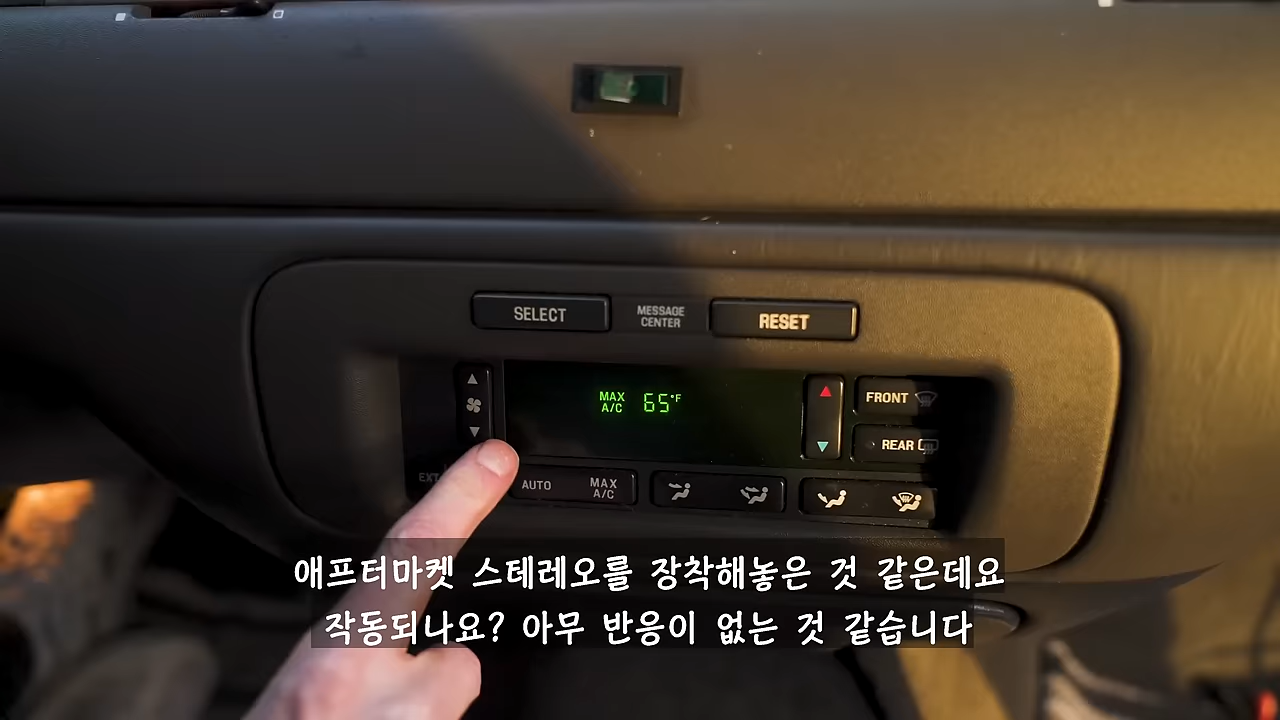 SELECT
MESSAGE
CENTER
RESET
MAX
A/C
65°F
FRONT
REAR
EXT
AUTO
MAX
A/C
애프터마켓 스테레오를 장착해놓은 것 같은데요
작동되나요? 아무 반응이 없는 것 같습니다